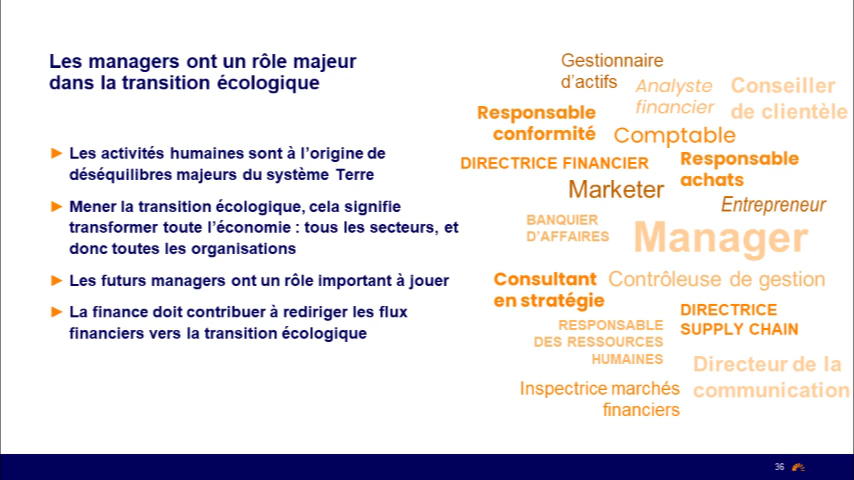 Les managers ont un rôle majeur
dans la transition écologique
► Les activités humaines sont à l'origine de
déséquilibres majeurs du système Terre
► Mener la transition écologique, cela signifie
transformer toute l'économie : tous les secteurs, et
donc toutes les organisations
► Les futurs managers ont un rôle important à jouer
► La finance doit contribuer à rediriger les flux
financiers vers la transition écologique
Gestionnaire
d'actifs
Analyste
financier
Conseiller
de clientèle
Responsable
conformité
Comptable
DIRECTRICE FINANCIER
Responsable
achats
Marketer
Entrepreneur
BANQUIER
D'AFFAIRES
Manager
Consultant
en stratégie
Contrôleuse de gestion
DIRECTRICE
SUPPLY CHAIN
RESPONSABLE
DES RESSOURCES
HUMAINES
Directeur de la
communication
Inspectrice marchés
financiers
36